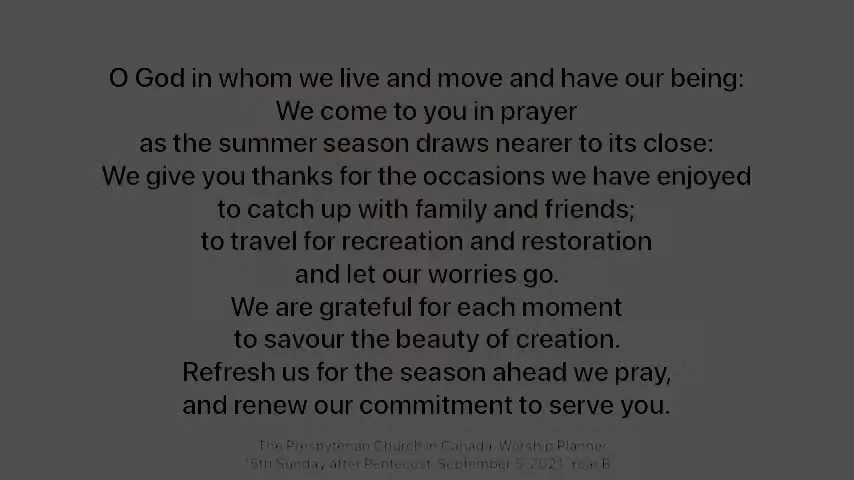 O God in whom we live and move and have our being:
We come to you in prayer
as the summer season draws nearer to its close:
We give you thanks for the occasions we have enjoyed
to catch up with family and friends;
to travel for recreation and restoration
and let our worries go.
We are grateful for each moment
to savour the beauty of creation.
Refresh us for the season ahead we pray,
and renew our commitment to serve you.
The Presbyterian Church in Canada, Worship Planner
Sunday after Pentecost, September 5, 2021, Year B